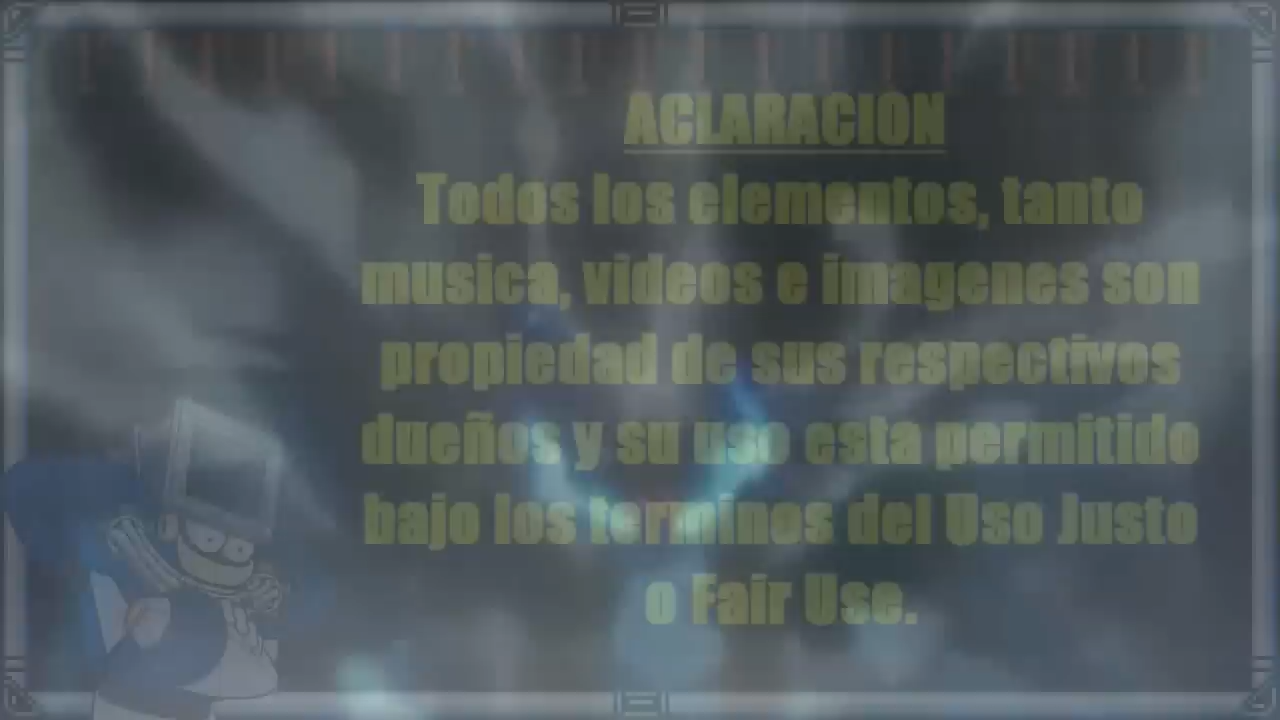 ACLARACION
Todos los elementos, tanto
musica, videos e imagenes son
propiedad de sus respectivos
dueños y su uso esta permitido
bajo los terminos del Uso Justo
o Fair Use.